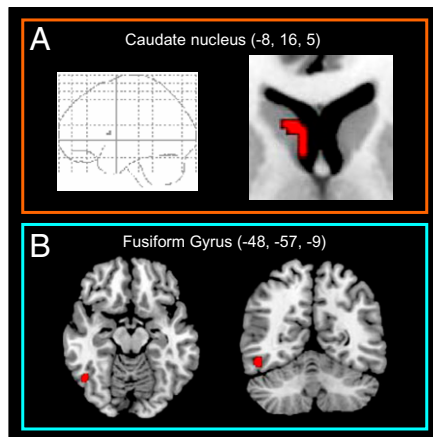 A
Caudate nucleus (-8, 16, 5)
B
Fusiform Gyrus (-48, -57, -9)